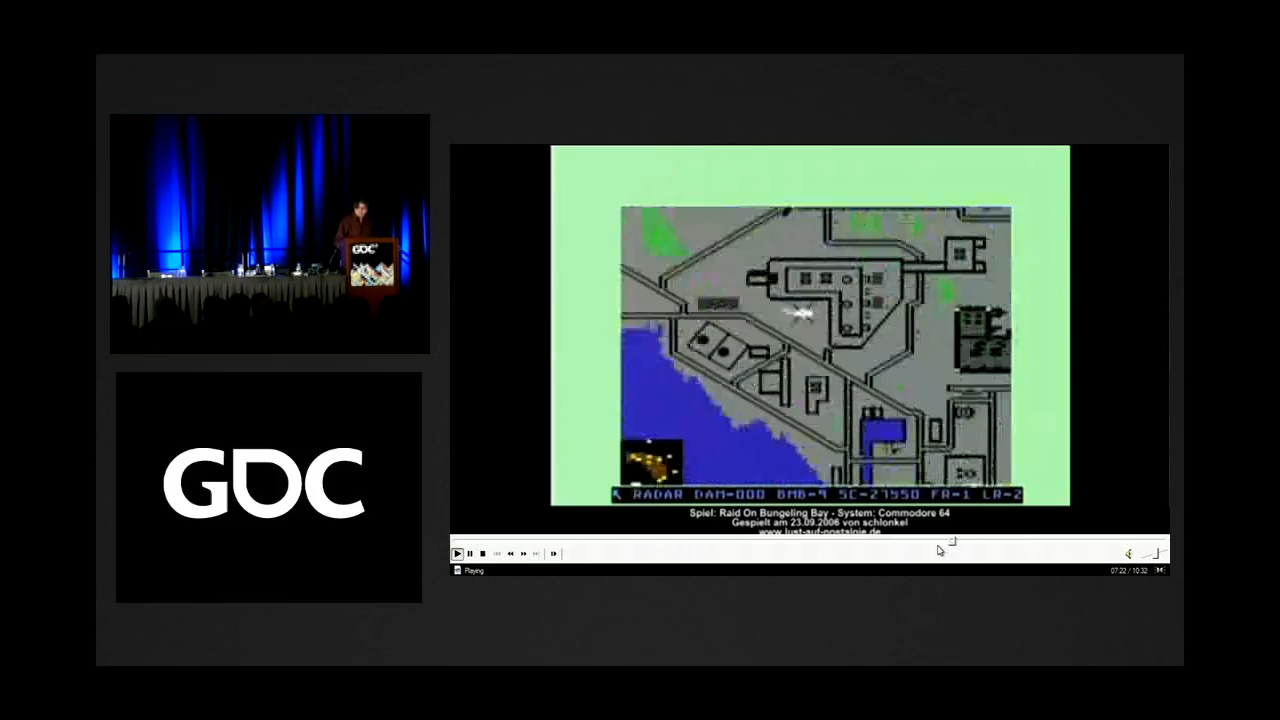 GDC
GDC
RADAR DAM-000 BMB-9 SC-27550 FR-1 LR-2
Spiel: Raid On Bungeling Bay - System: Commodore 64
Gespielt am 23.09.2006 von schlonkel
www.lust-auf-nostalgie.de
Playing
07:22 / 10:32